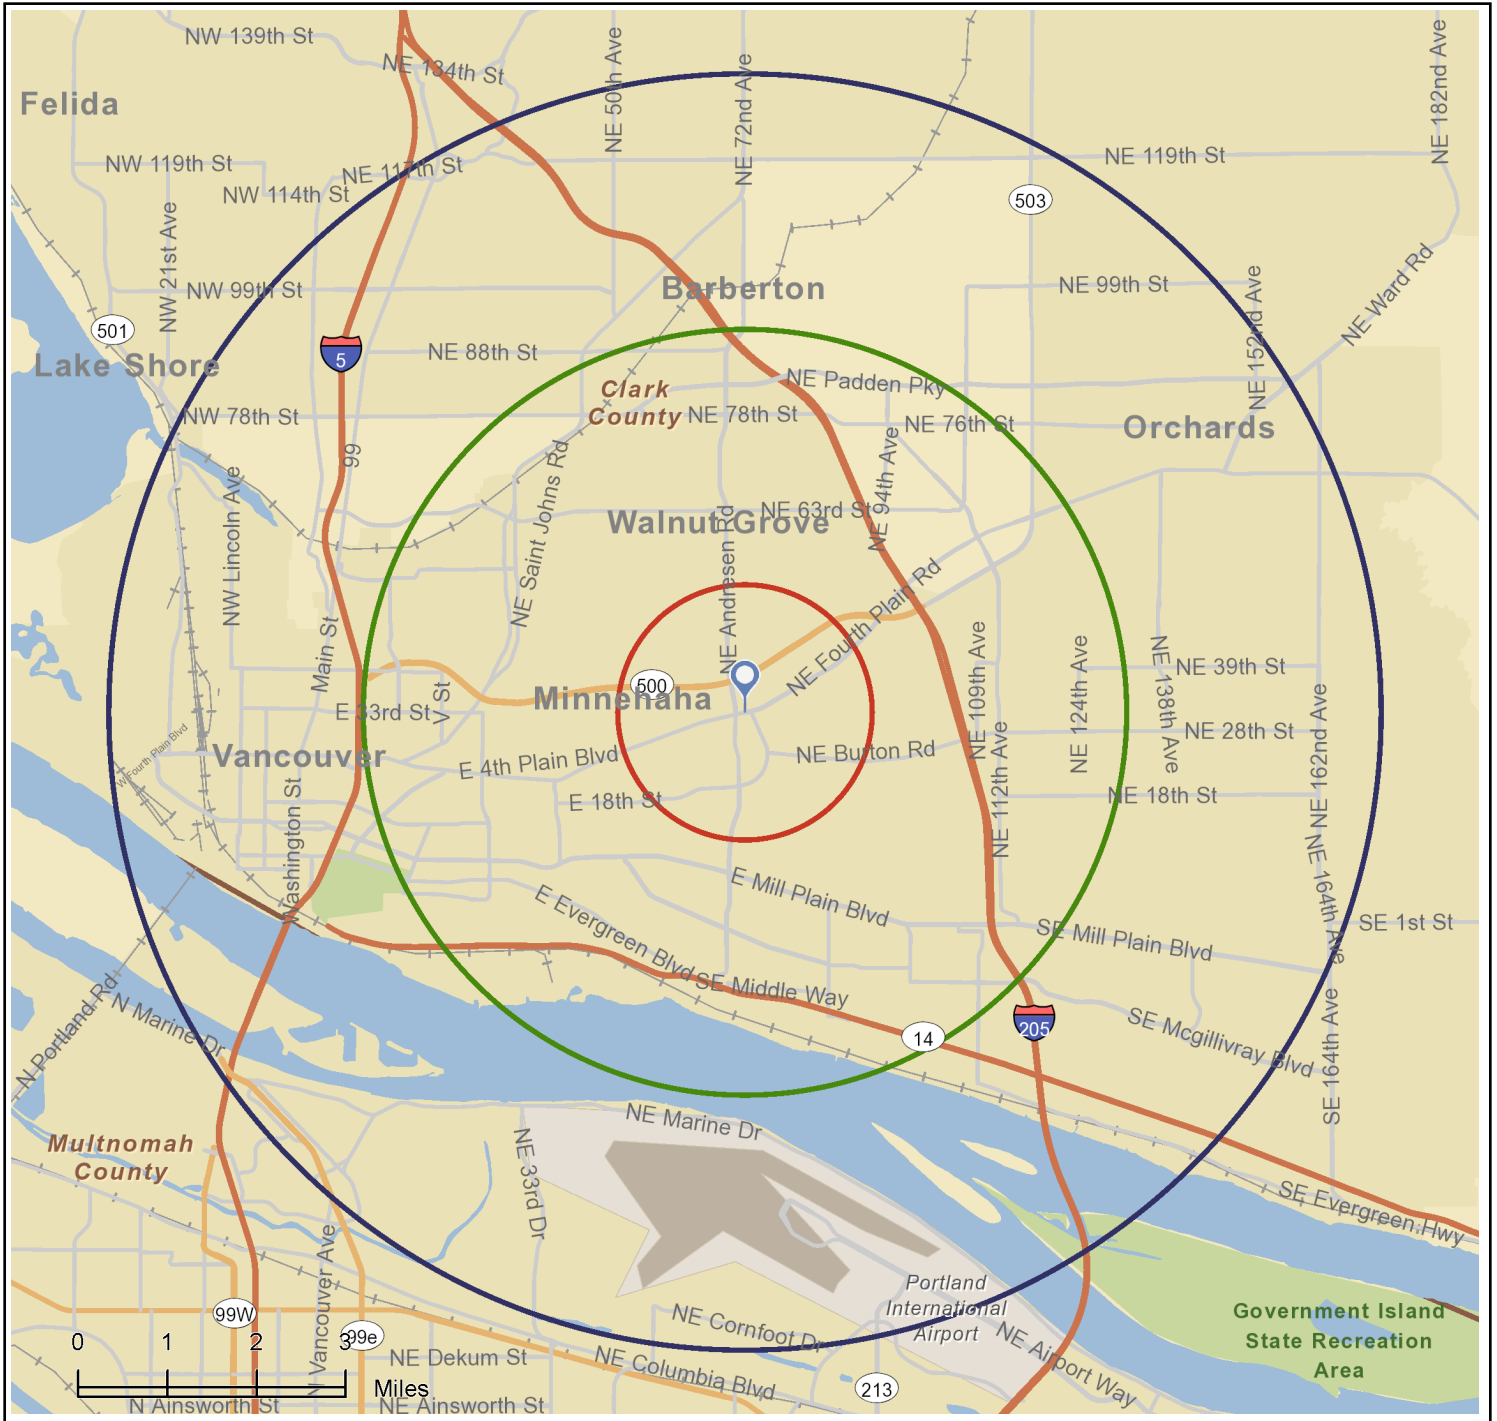 NW 139th St
NE 134th St
NE 50th Ave
NE 72nd Ave
NE 182nd Ave
Felida
NW 119th St
NE 117th St
NW 114th St
NE 119th St
503
NW 21st Ave
NW 99th St
Barberton
NE 99th St
NE 152nd Ave
NE Ward Rd
501
5
Lake Shore
NE 88th St
Clark
County
NE Padden Pky
NW 78th St
NE 78th St
NE 76th St
Orchards
99
NE Saint Johns Rd
NE 94th Ave
NW Lincoln Ave
NE 63rd St
Walnut Grove
NE Andresen Rd
NE Fourth Plain Rd
Main St
NE 109th Ave
NE 124th Ave
NE 138th Ave
NE 39th St
500
Minnehaha
V St
E 33rd St
NE 162nd Ave
NE 28th St
W Fourth Plain Blvd
Vancouver
E 4th Plain Blvd
NE Burton Rd
NE 112th Ave
E 18th St
NE 18th St
Washington St
NE 164th Ave
E Mill Plain Blvd
E Evergreen Blvd
SE Mill Plain Blvd
SE 1st St
SE Middle Way
N Portland Rd
N Marine Dr
14
205
SE Mcgillivray Blvd
SE 164th Ave
NE Marine Dr
Multnomah
County
NE 33rd Dr
SE Evergreen Hwy
N Vancouver Ave
Portland
International
Airport
Government Island
State Recreation
Area
99W
99e
NE Cornfoot Dr
NE Airport Way
0 1 2 3
Miles
NE Dekum St
NE Columbia Blvd
213
N Ainsworth St
NE Ainsworth St